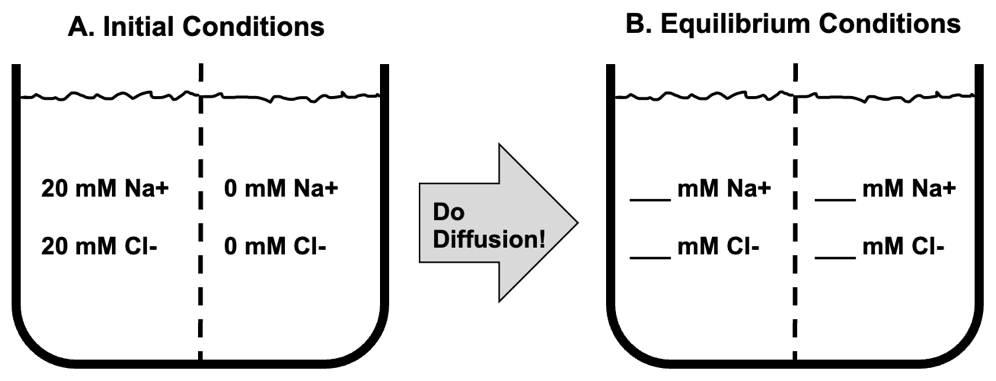 A. Initial Conditions
B. Equilibrium Conditions
20 mM Na+
0 mM Na+
20 mM Cl-
0 mM Cl-
Do
Diffusion!
___ mM Na+
___ mM Na+
___ mM Cl-
___ mM Cl-